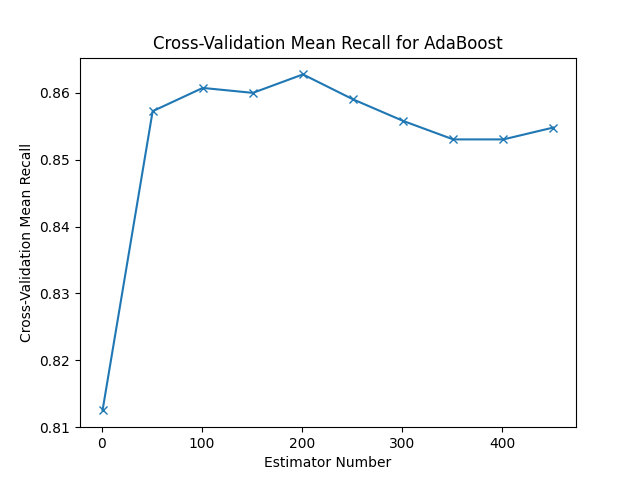 Cross-Validation Mean Recall for AdaBoost
Cross-Validation Mean Recall
0.86
0.85
0.84
0.83
0.82
0.81
0 100 200 300 400
Estimator Number